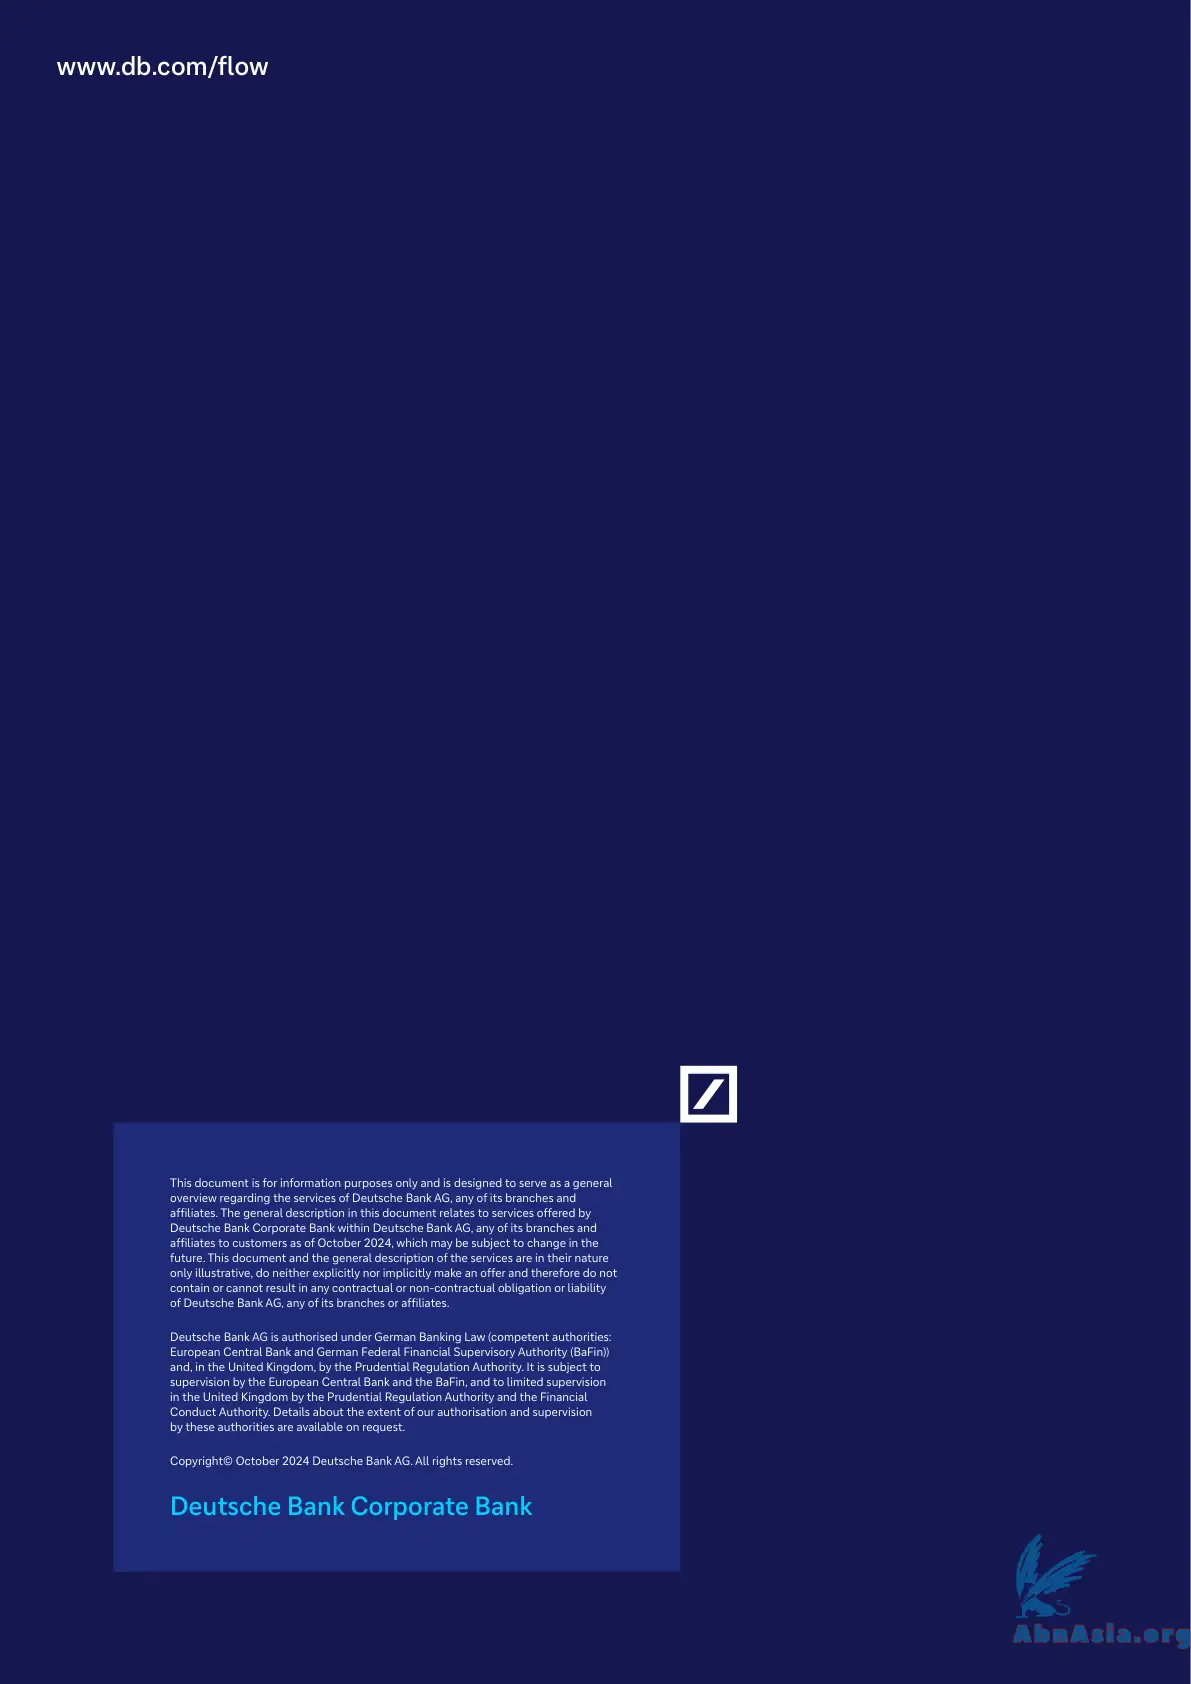 www.db.com/flow
This document is for information purposes only and is designed to serve as a general
overview regarding the services of Deutsche Bank AG, any of its branches and
affiliates. The general description in this document relates to services offered by
Deutsche Bank Corporate Bank within Deutsche Bank AG, any of its branches and
affiliates to customers as of October 2024, which may be subject to change in the
future. This document and the general description of the services are in their nature
only illustrative, do neither explicitly nor implicitly make an offer and therefore do not
contain or cannot result in any contractual or non-contractual obligation or liability
of Deutsche Bank AG, any of its branches or affiliates.
Deutsche Bank AG is authorised under German Banking Law (competent authorities:
European Central Bank and German Federal Financial Supervisory Authority (BaFin))
and, in the United Kingdom, by the Prudential Regulation Authority. It is subject to
supervision by the European Central Bank and the BaFin, and to limited supervision
in the United Kingdom by the Prudential Regulation Authority and the Financial
Conduct Authority. Details about the extent of our authorisation and supervision
by these authorities are available on request.
Copyright© October 2024 Deutsche Bank AG. All rights reserved.
Deutsche Bank Corporate Bank
AbnAsia.org